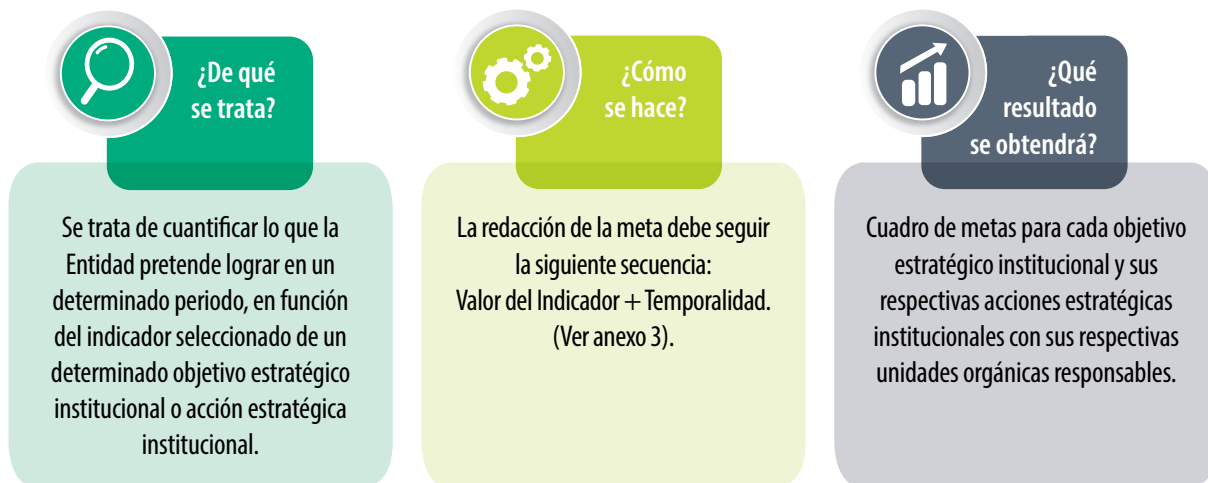 ¿De qué
se trata?
Se trata de cuantificar lo que la
Entidad pretende lograr en un
determinado periodo, en función
del indicador seleccionado de un
determinado objetivo estratégico
institucional o acción estratégica
institucional.
¿Cómo
se hace?
La redacción de la meta debe seguir
la siguiente secuencia:
Valor del Indicador + Temporalidad.
(Ver anexo 3).
¿Qué
resultado
se obtendrá?
Cuadro de metas para cada objetivo
estratégico institucional y sus
respectivas acciones estratégicas
institucionales con sus respectivas
unidades orgánicas responsables.